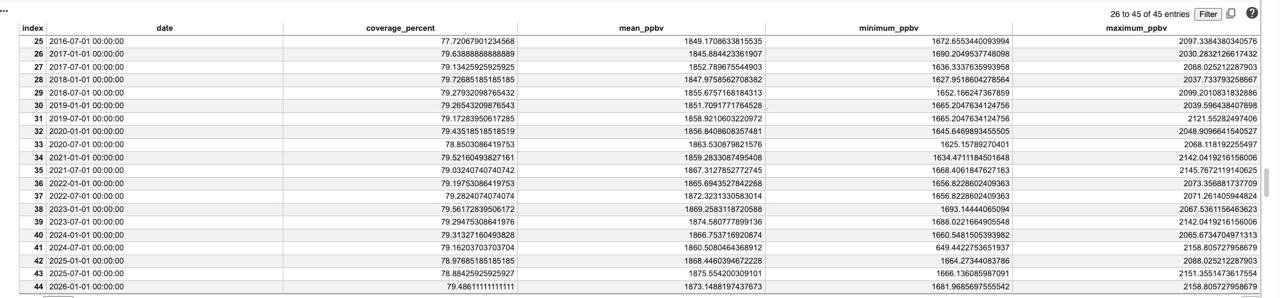 ...
26 to 45 of 45 entries Filter
index date coverage_percent mean_ppbv minimum_ppbv maximum_ppbv
25 2016-07-01 00:00:00 77.72067901234568 1849.1708633815535 1672.6553440093994 2097.3384380340576
26 2017-01-01 00:00:00 79.63888888888889 1845.884423361907 1690.2049537748098 2030.2832126617432
27 2017-07-01 00:00:00 79.13425925925925 1852.789675544903 1636.3337635993958 2088.025212287903
28 2018-01-01 00:00:00 79.72685185185185 1847.9758562708382 1627.9518604278564 2037.733793258667
29 2018-07-01 00:00:00 79.27932098765432 1855.6757168184313 1652.166247367859 2099.2010831832886
30 2019-01-01 00:00:00 79.26543209876543 1851.7091771764528 1665.2047634124756 2039.596438407898
31 2019-07-01 00:00:00 79.17283950617285 1858.9210603220972 1665.2047634124756 2121.55282497406
32 2020-01-01 00:00:00 79.43518518518519 1856.8408608357481 1645.6469893455505 2048.9096641540527
33 2020-07-01 00:00:00 78.8503086419753 1863.530879821576 1625.15789270401 2068.118192255497
34 2021-01-01 00:00:00 79.52160493827161 1859.2833087495408 1634.4711184501648 2142.0419216156006
35 2021-07-01 00:00:00 79.03240740740742 1867.3127852772745 1668.4061847627163 2145.7672119140625
36 2022-01-01 00:00:00 79.19753086419753 1865.6943527842268 1656.8228602409363 2073.356881737709
37 2022-07-01 00:00:00 79.2824074074074 1872.3231330583014 1656.8228602409363 2071.261405944824
38 2023-01-01 00:00:00 79.56172839506172 1869.2583118720588 1693.14444065094 2067.5361156463623
39 2023-07-01 00:00:00 79.29475308641976 1874.580777899136 1688.0221664905548 2142.0419216156006
40 2024-01-01 00:00:00 79.31327160493828 1866.753716920874 1660.5481505393982 2065.6734704971313
41 2024-07-01 00:00:00 79.16203703703704 1860.5080464368912 649.4422753651937 2158.805727958679
42 2025-01-01 00:00:00 78.97685185185185 1868.4460394672228 1664.27344083786 2088.025212287903
43 2025-07-01 00:00:00 78.88425925925927 1875.554200309101 1666.136085987091 2151.3551473617554
44 2026-01-01 00:00:00 79.48611111111111 1873.1488197437673 1681.9685697555542 2158.805727958679